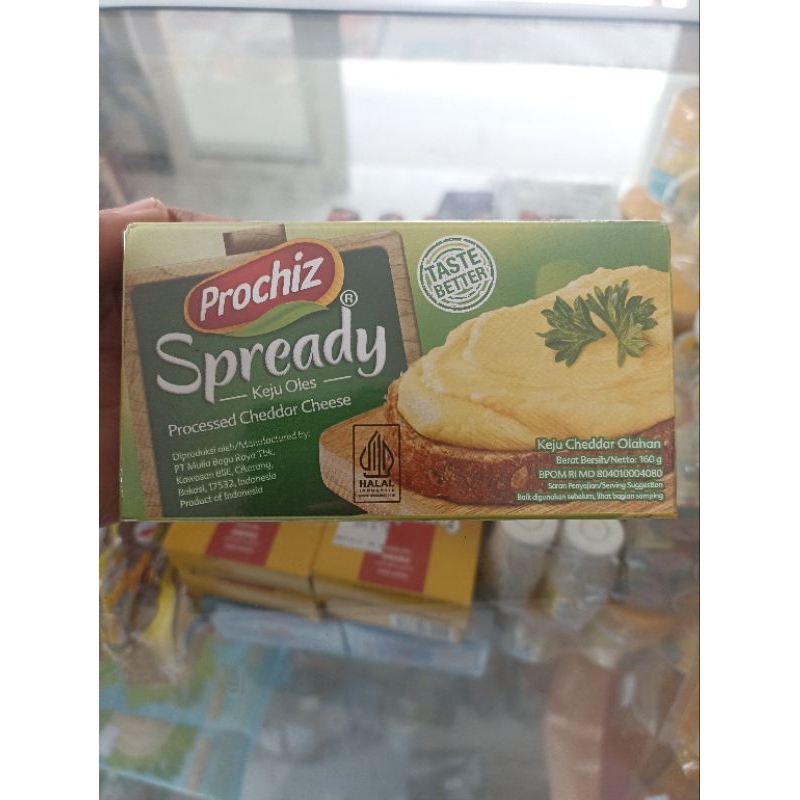 Prochiz
®
Spready
Keju Oles
Processed Cheddar Cheese
Diproduksi oleh/Manufactured by:
PT Mulia Boga Raya Tbk.
Kawasan BSE, Cikarang,
Bekasi, 17532, Indonesia
Product of Indonesia
HALAL
INDONESIA
TASTE
BETTER
Keju Cheddar Olahan
Berat Bersih/Netto: 160 g
BPOM RI MD 804010004080
Saran Penyajian/Serving Suggestion
Baik digunakan sebelum, lihat bagian samping